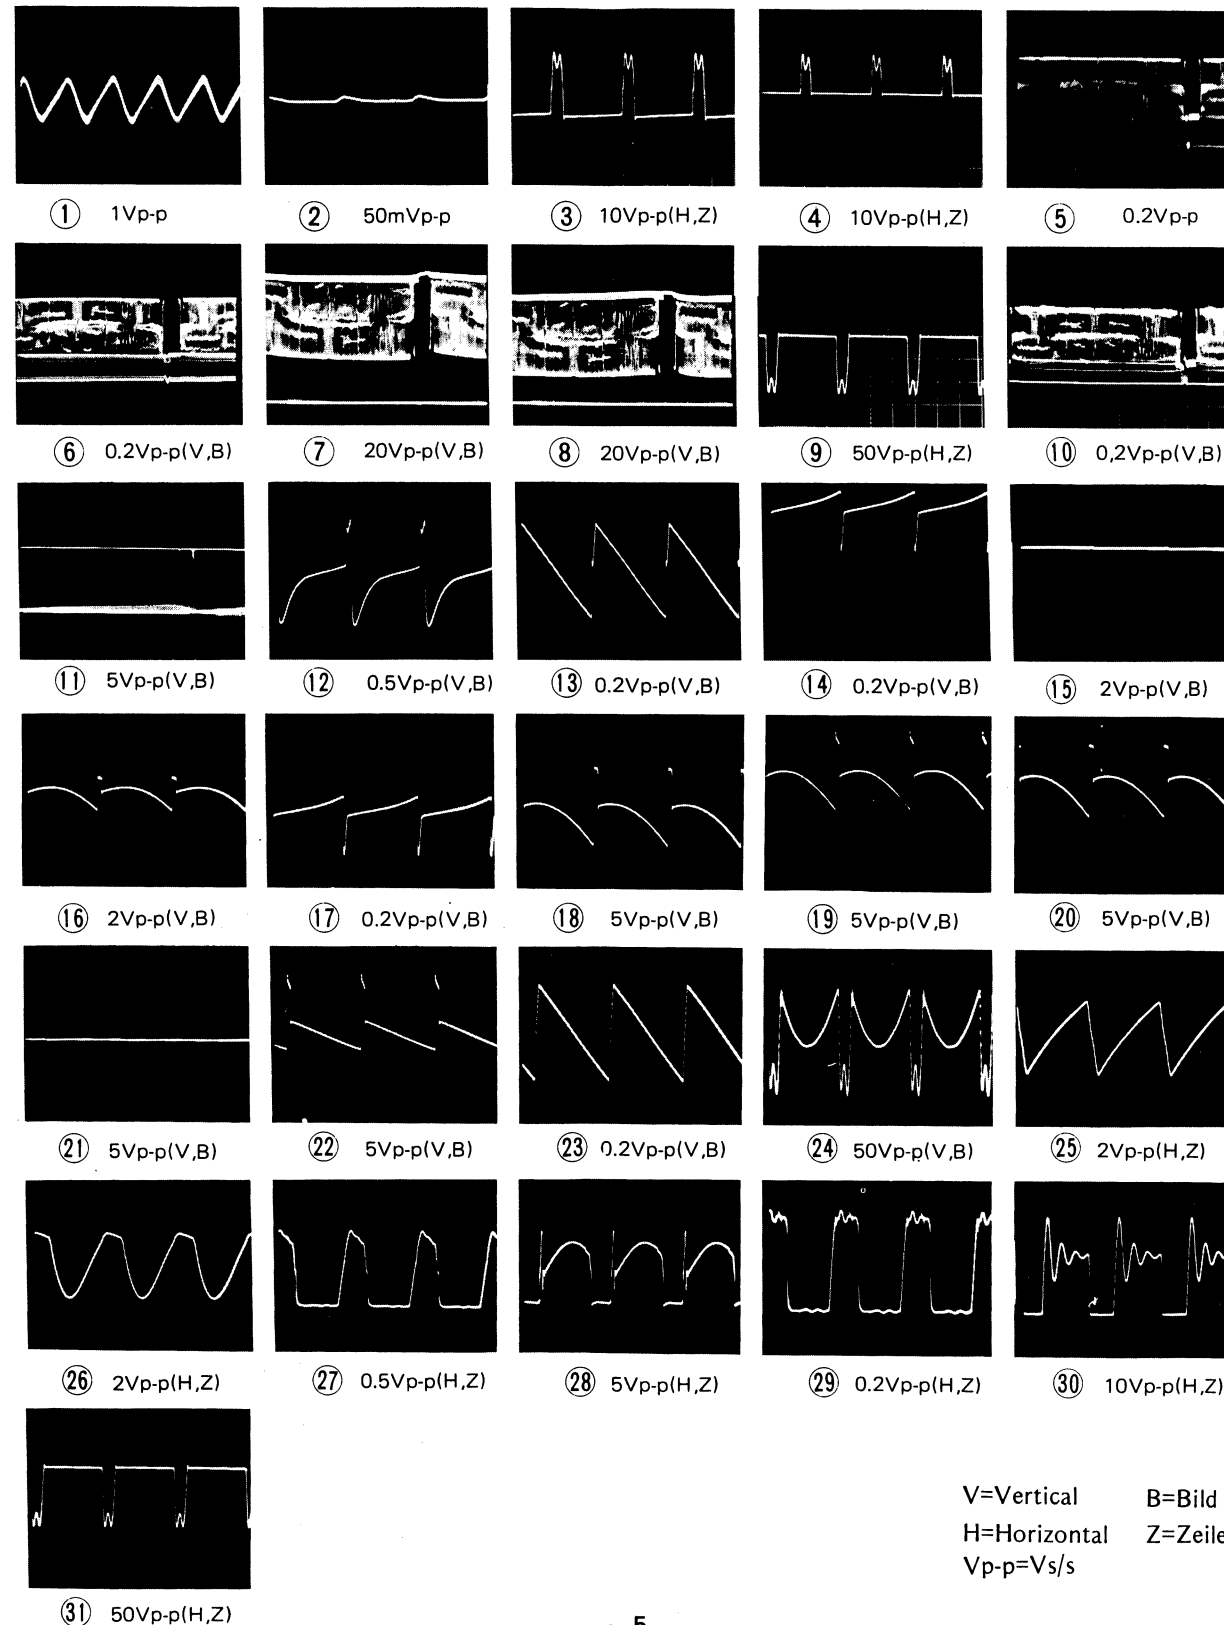 ① 1Vp-p ② 50mVp-p ③ 10Vp-p(H,Z) ④ 10Vp-p(H,Z) ⑤ 0.2Vp-p
⑥ 0.2Vp-p(V,B) ⑦ 20Vp-p(V,B) ⑧ 20Vp-p(V,B) ⑨ 50Vp-p(H,Z) ⑩ 0,2Vp-p(V,B)
⑪ 5Vp-p(V,B) ⑫ 0.5Vp-p(V,B) ⑬ 0.2Vp-p(V,B) ⑭ 0.2Vp-p(V,B) ⑮ 2Vp-p(V,B)
⑯ 2Vp-p(V,B) ⑰ 0.2Vp-p(V,B) ⑱ 5Vp-p(V,B) ⑲ 5Vp-p(V,B) ⑳ 5Vp-p(V,B)
㉑ 5Vp-p(V,B) ㉒ 5Vp-p(V,B) ㉓ 0.2Vp-p(V,B) ㉔ 50Vp-p(V,B) ㉕ 2Vp-p(H,Z)
㉖ 2Vp-p(H,Z) ㉗ 0.5Vp-p(H,Z) ㉘ 5Vp-p(H,Z) ㉙ 0.2Vp-p(H,Z) ㉚ 10Vp-p(H,Z)
V=Vertical B=Bild
H=Horizontal Z=Zeile
Vp-p=Vs/s
㉛ 50Vp-p(H,Z)
5